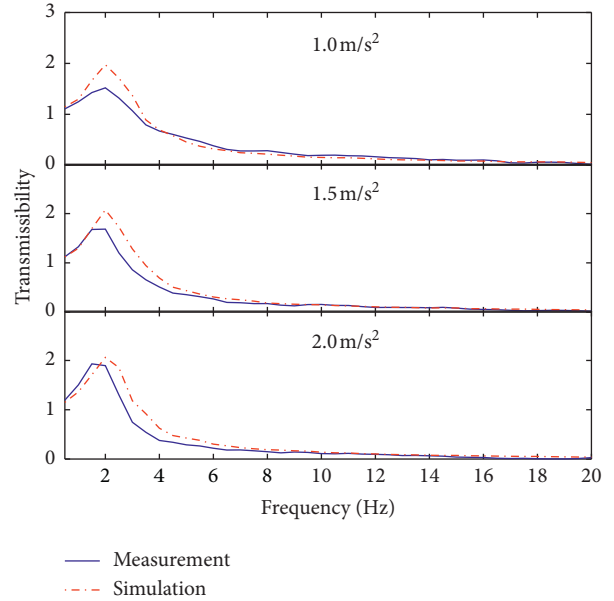 3
1.0 m/s²
2
1
0
1.5 m/s²
2
1
0
2.0 m/s²
2
1
0
Transmissibility
2 4 6 8 10 12 14 16 18 20
Frequency (Hz)
Measurement
Simulation